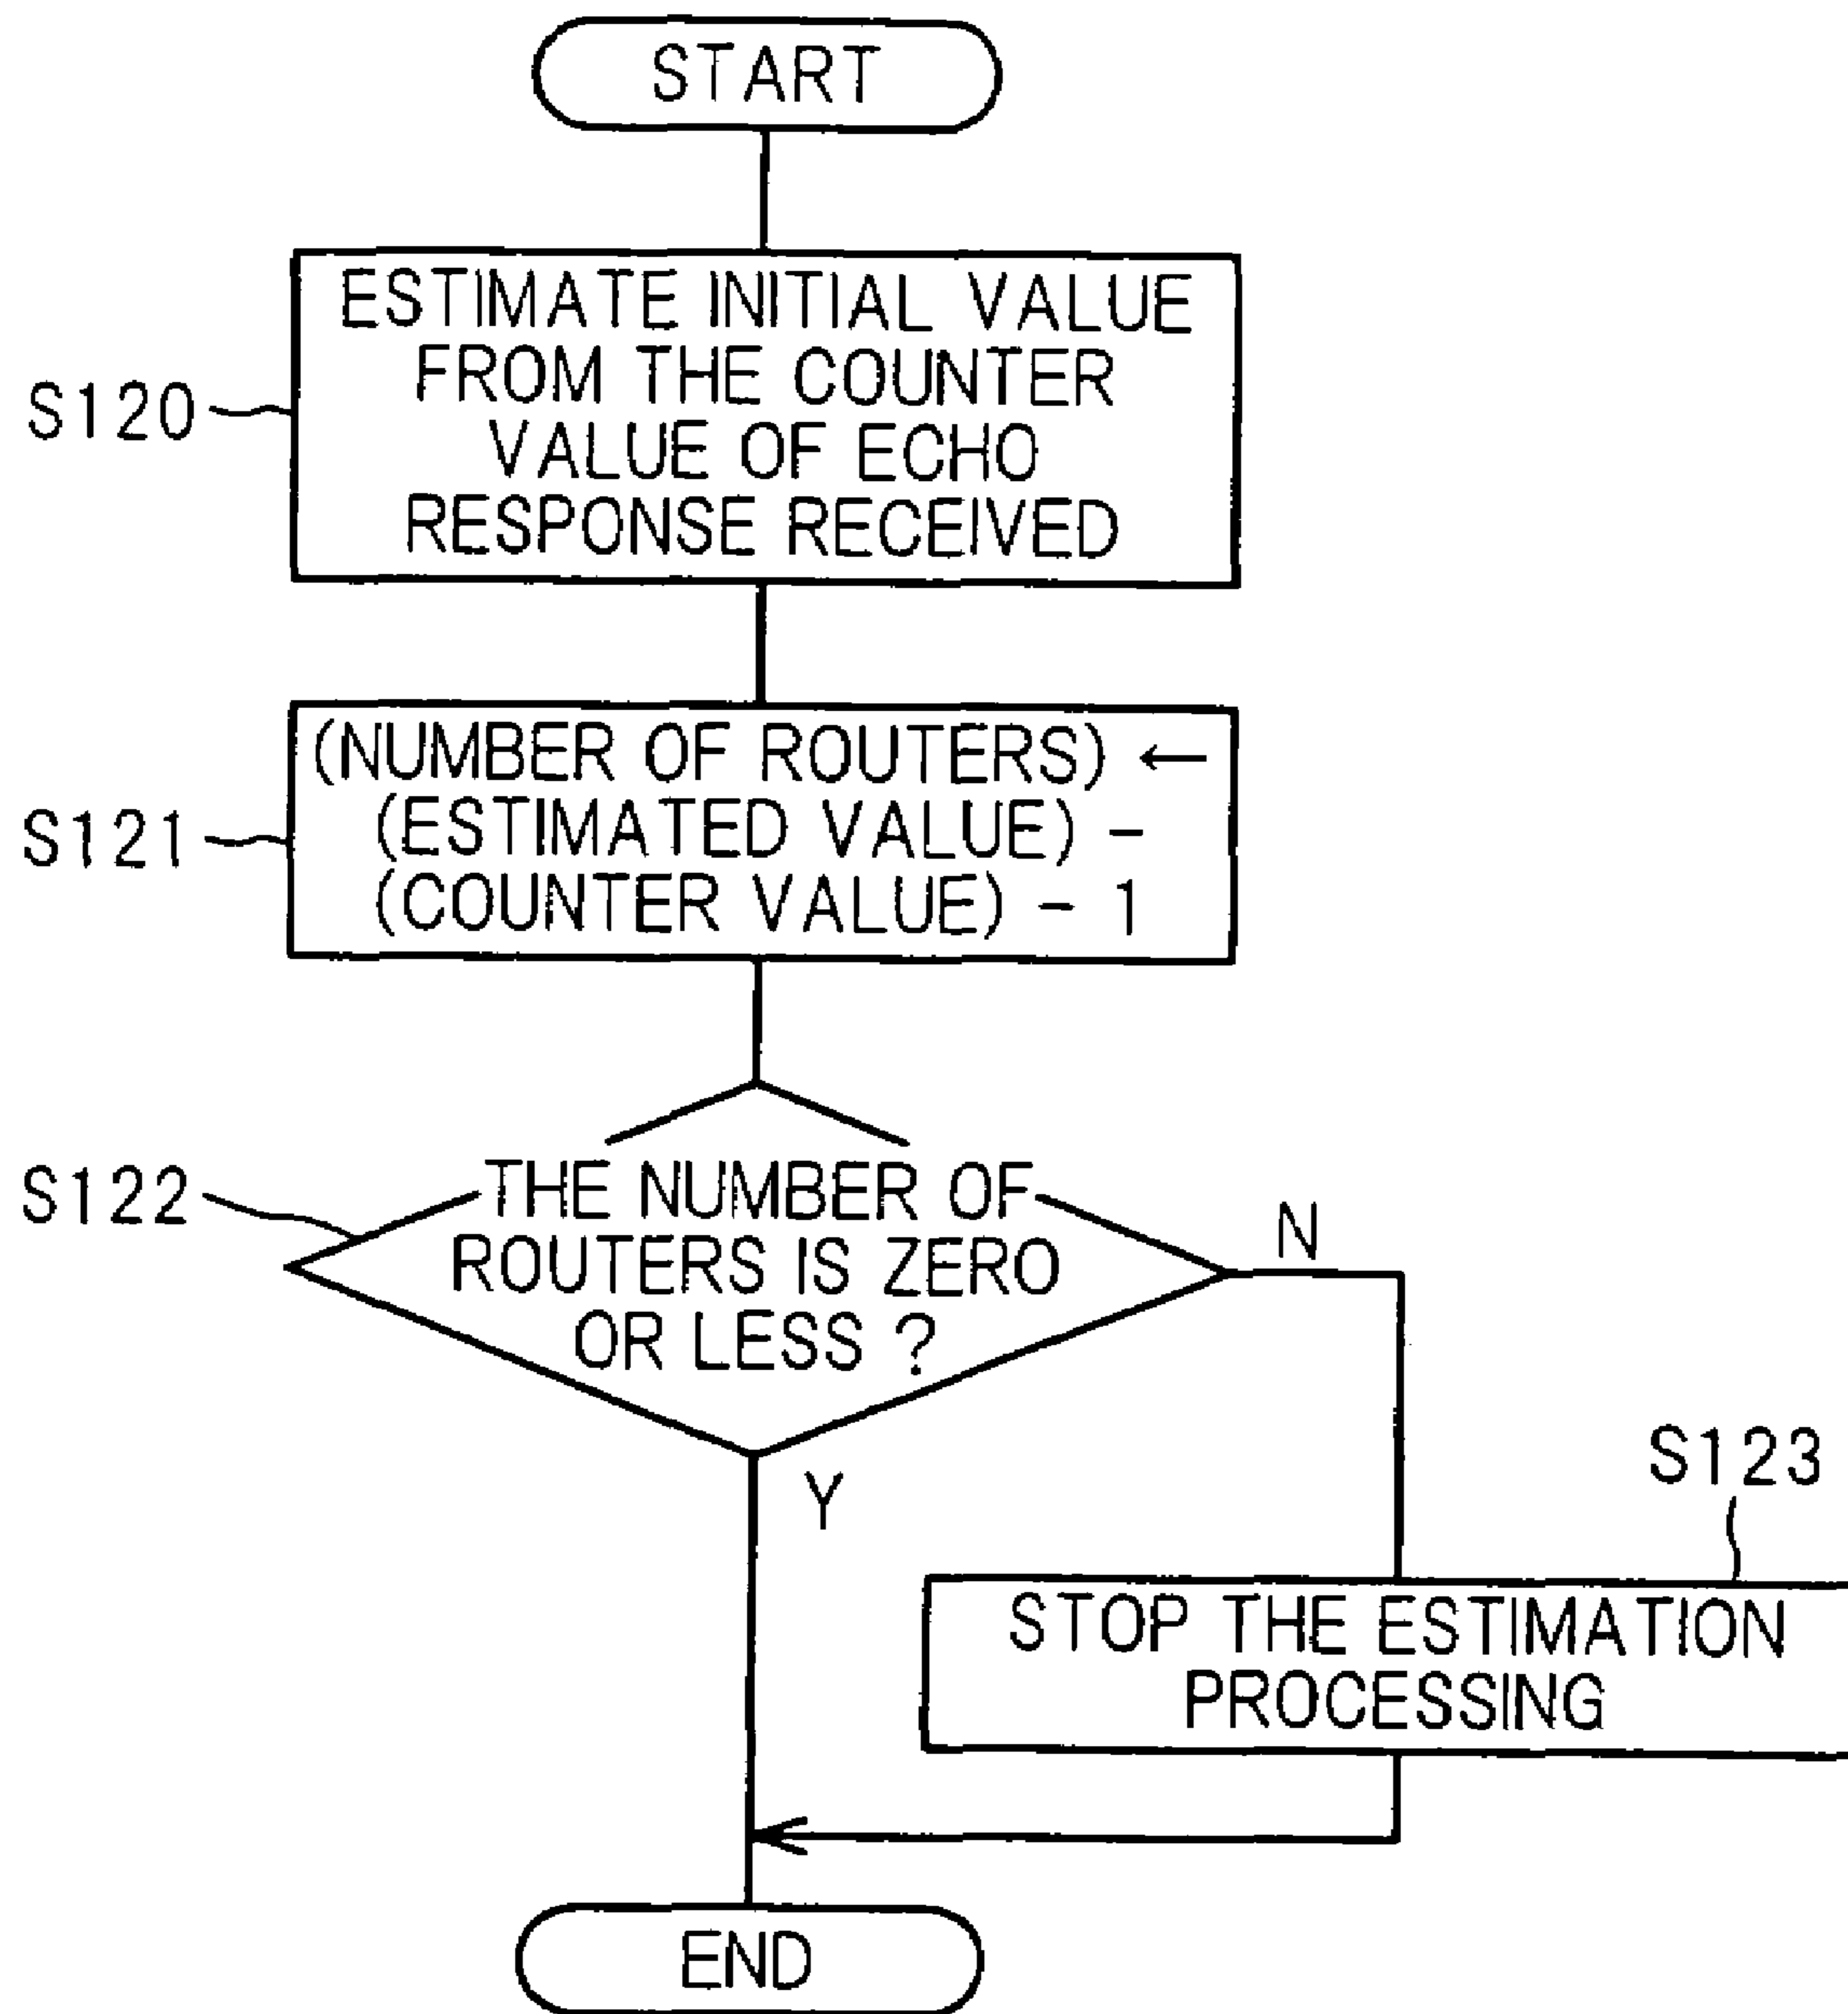 START
S120
ESTIMATE INITIAL VALUE
FROM THE COUNTER
VALUE OF ECHO
RESPONSE RECEIVED
S121
(NUMBER OF ROUTERS) ←
(ESTIMATED VALUE) -
(COUNTER VALUE) - 1
S122
THE NUMBER OF
ROUTERS IS ZERO
OR LESS ?
N
Y
S123
STOP THE ESTIMATION
PROCESSING
END